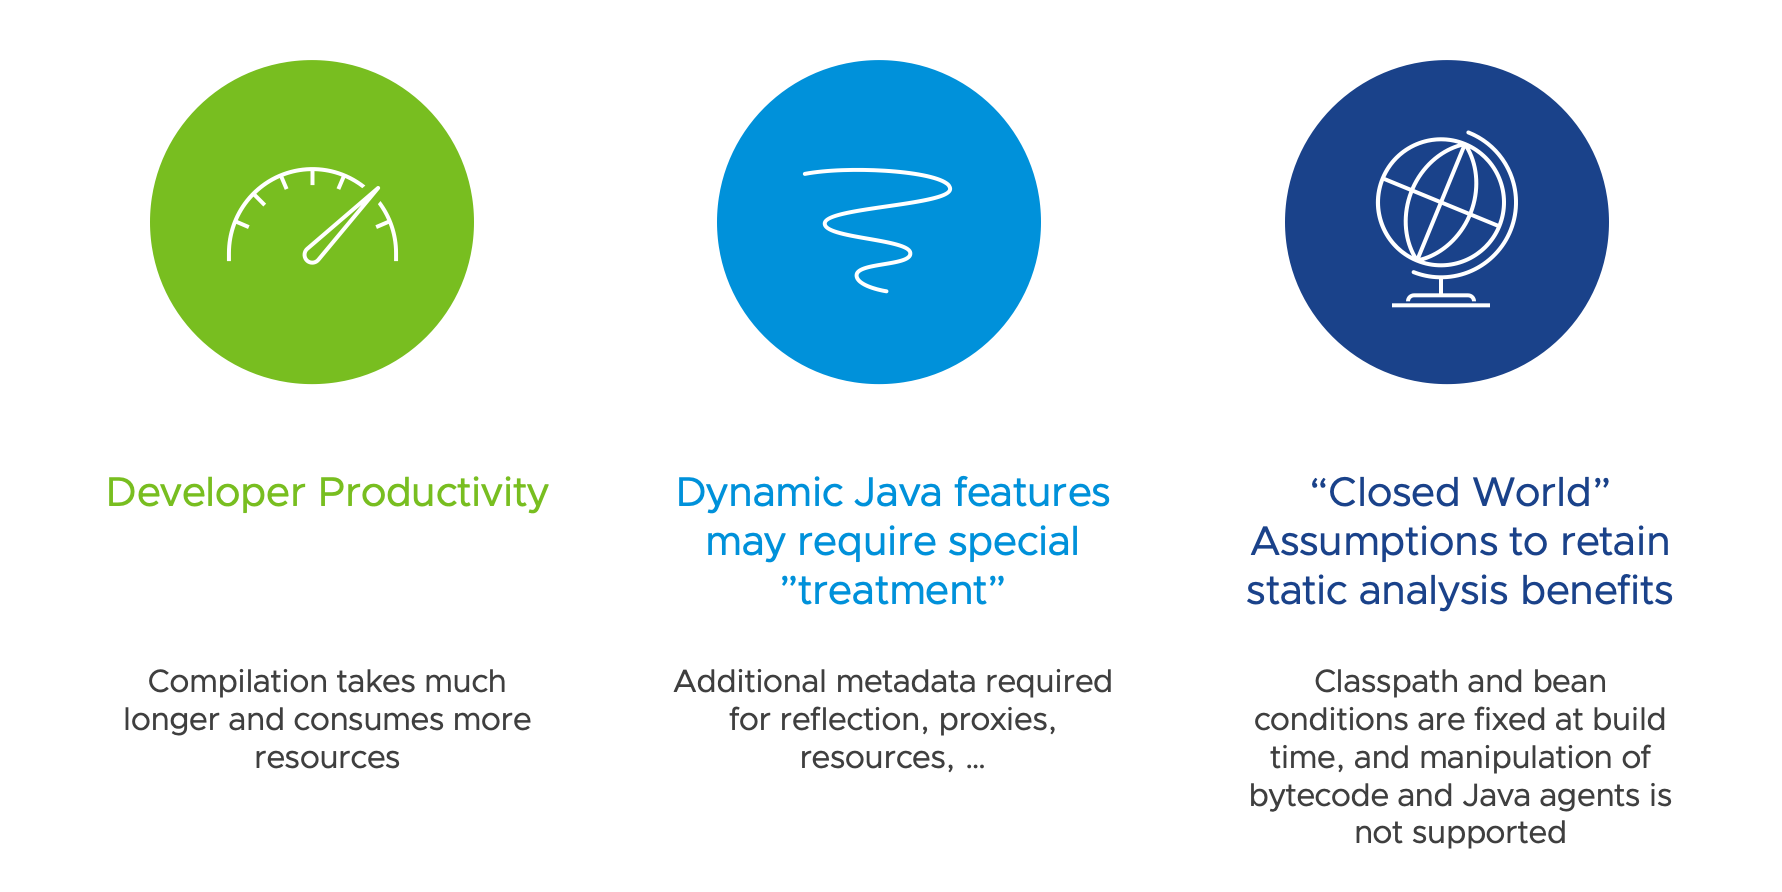 Developer Productivity
Compilation takes much
longer and consumes more
resources
Dynamic Java features
may require special
”treatment”
Additional metadata required
for reflection, proxies,
resources, …
“Closed World”
Assumptions to retain
static analysis benefits
Classpath and bean
conditions are fixed at build
time, and manipulation of
bytecode and Java agents is
not supported